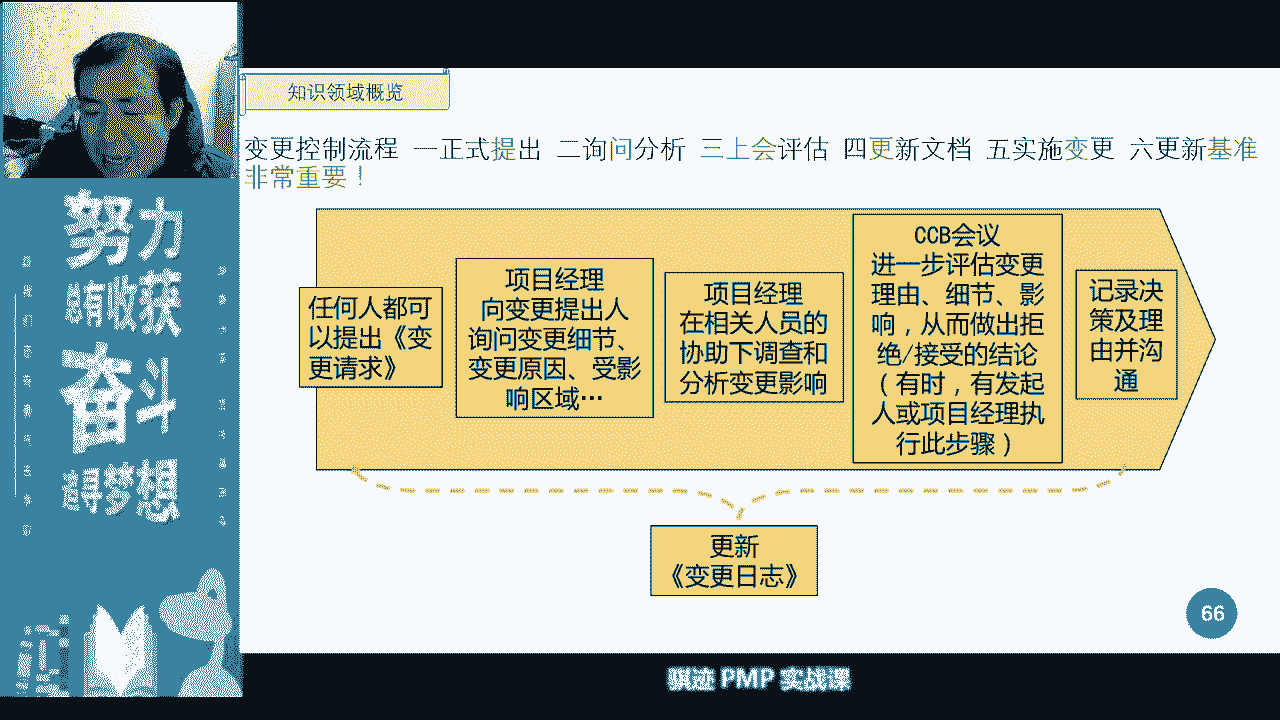 知识领域概览
变更控制流程 一正式提出 二询问分析 三上会评估 四更新文档 五实施变更 六更新基准
非常重要！
任何人都可
以提出《变
更请求》
项目经理
向变更提出人
询问变更细节、
变更原因、受影
响区域…
项目经理
在相关人员的
协助下调查和
分析变更影响
CCB会议
进一步评估变更
理由、细节、影
响，从而做出拒
绝/接受的结论
（有时，有发起
人或项目经理执
行此步骤）
记录决
策及理
由并沟
通
更新
《变更日志》
66
努力
总有收获
奋斗
追寻梦想
骐迹 PMP 实战课